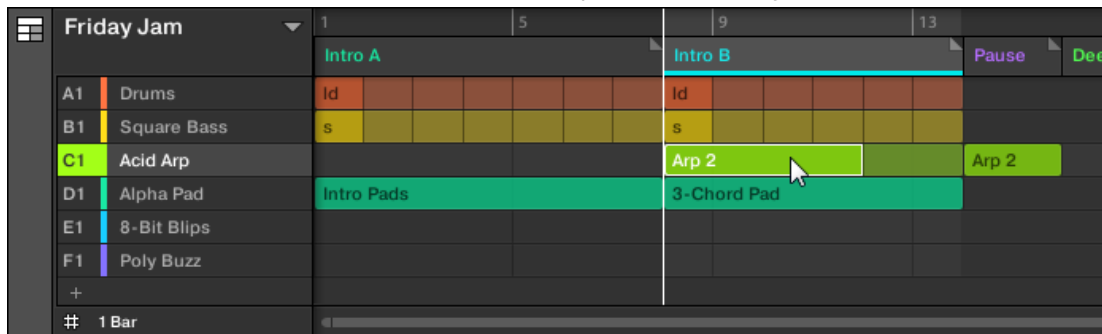 Friday Jam 1 5 9 13
Intro A Intro B Pause Dee
A1 Drums Id Id
B1 Square Bass s s
C1 Acid Arp Arp 2 Arp 2
D1 Alpha Pad Intro Pads 3-Chord Pad
E1 8-Bit Blips
F1 Poly Buzz
+
1 Bar